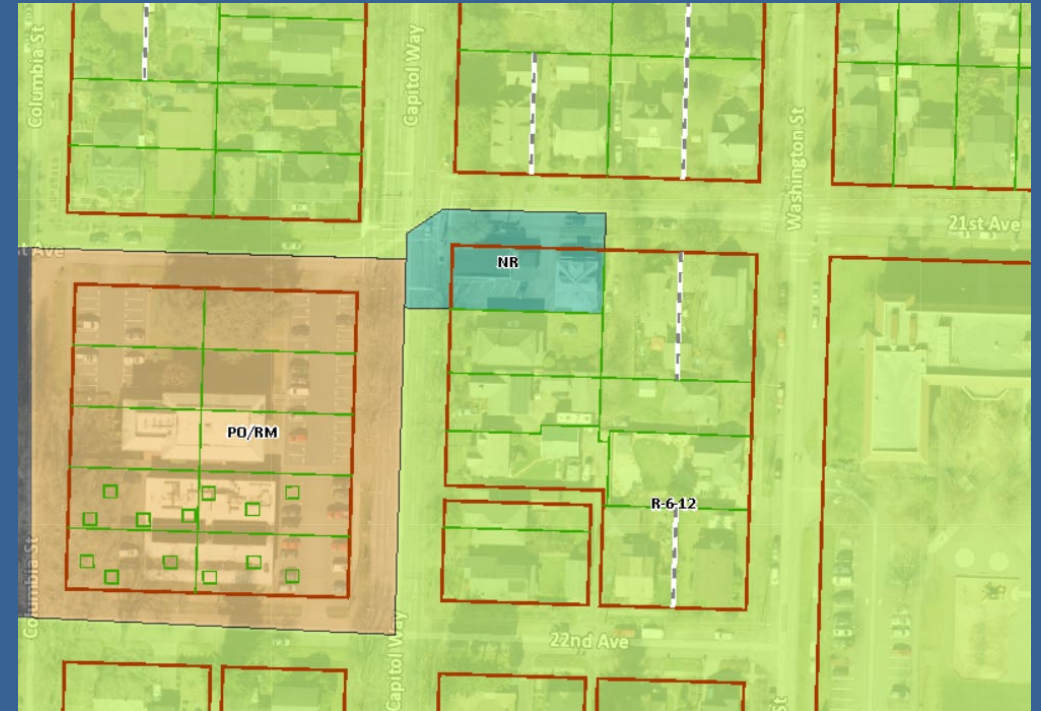 Columbia St
Capitol Way
Washington St
21st Ave
t Ave
NR
PO/RM
R-6-12
Columbia St
Capitol Way
22nd Ave
St